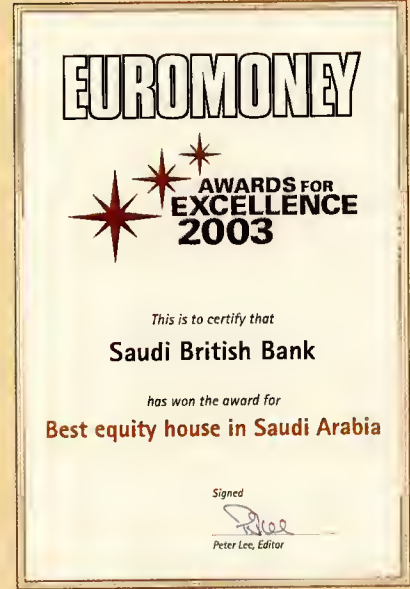 EUROMONEY
AWARDS FOR
EXCELLENCE
2003
This is to certify that
Saudi British Bank
has won the award for
Best equity house in Saudi Arabia
Signed
Peter Lee, Editor